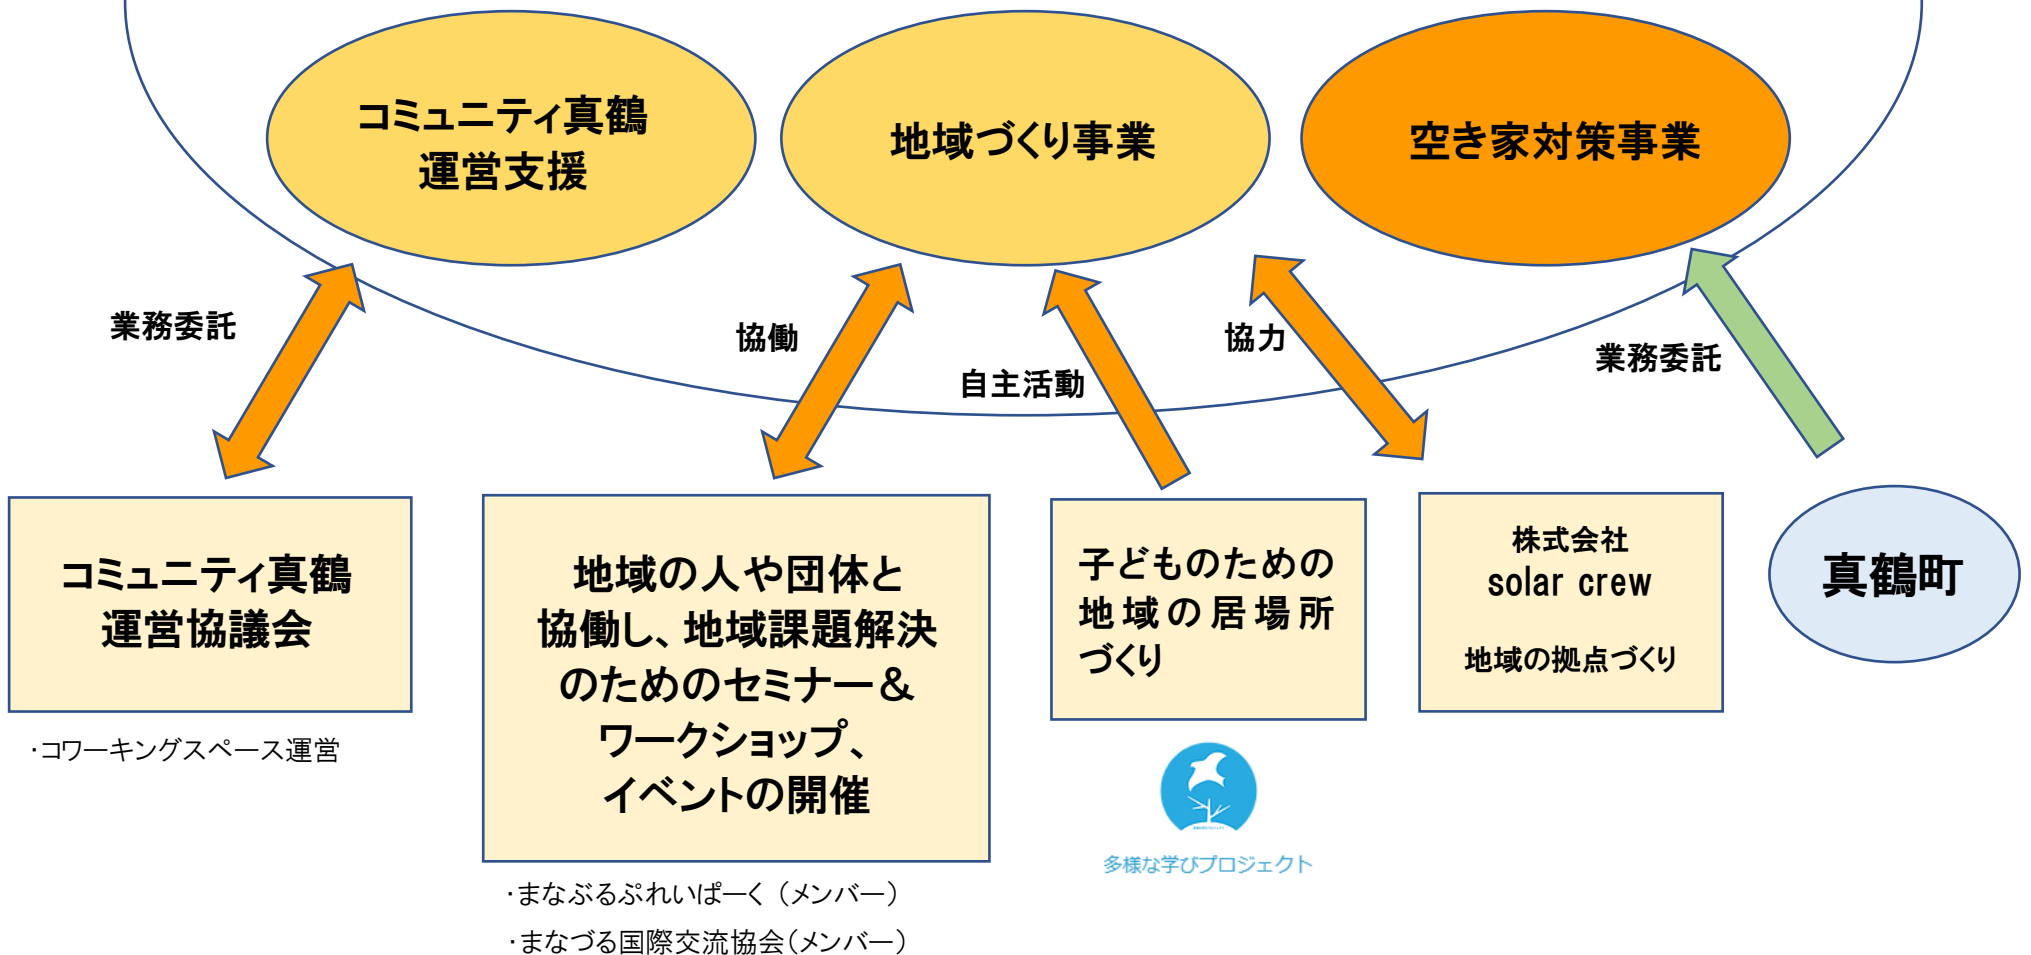 コミュニティ真鶴
運営支援
地域づくり事業
空き家対策事業
業務委託
協働
自主活動
協力
業務委託
コミュニティ真鶴
運営協議会
・コワーキングスペース運営
地域の人や団体と
協働し、地域課題解決
のためのセミナー＆
ワークショップ、
イベントの開催
・まなぶるぷれいぱーく（メンバー）
・まなづる国際交流協会（メンバー）
子どものための
地域の居場所
づくり
多様な学びプロジェクト
株式会社
solar crew
地域の拠点づくり
真鶴町